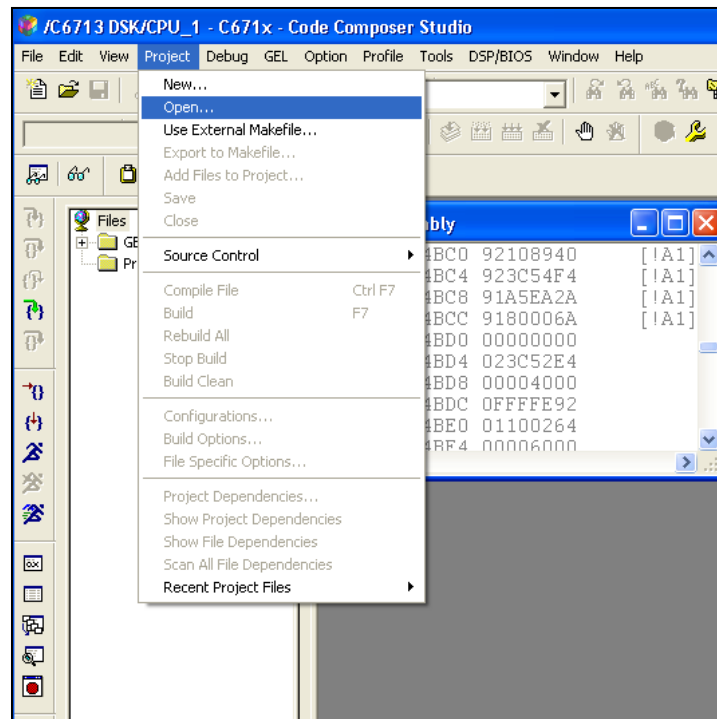 /C6713 DSK/CPU_1 - C671x - Code Composer Studio
File Edit View Project Debug GEL Option Profile Tools DSP/BIOS Window Help
New...
Open...
Use External Makefile...
Export to Makefile...
Add Files to Project...
Save
Close
Source Control
Compile File Ctrl F7
Build F7
Rebuild All
Stop Build
Build Clean
Configurations...
Build Options...
File Specific Options...
Project Dependencies...
Show Project Dependencies
Show File Dependencies
Scan All File Dependencies
Recent Project Files
Files
GE
Pr
bly
4BC0 92108940 [!A1]
4BC4 923C54F4 [!A1]
4BC8 91A5EA2A [!A1]
4BCC 9180006A [!A1]
4BD0 00000000
4BD4 023C52E4
4BD8 00004000
4BDC 0FFFFE92
4BE0 01100264
4BE4 00006000